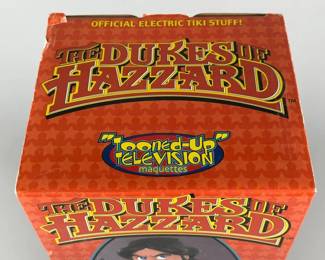 OFFICIAL ELECTRIC TIKI STUFF!
THE DUKES OF
HAZZARD
TM
"Tooned-Up"
TELEVISION
maquettes
THE DUKES OF
HAZZARD